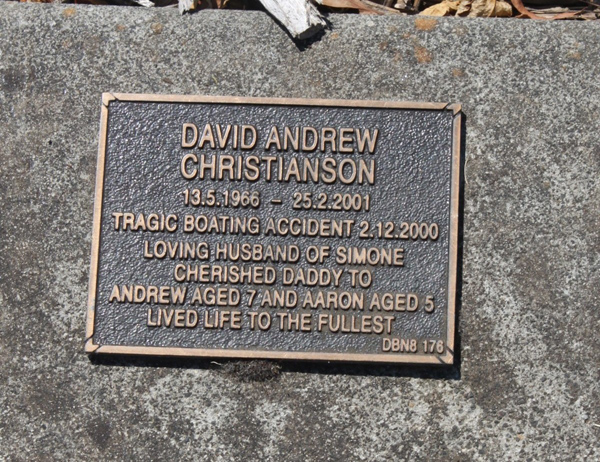 DAVID ANDREW
CHRISTIANSON
13.5.1966 – 25.2.2001
TRAGIC BOATING ACCIDENT 2.12.2000
LOVING HUSBAND OF SIMONE
CHERISHED DADDY TO
ANDREW AGED 7 AND AARON AGED 5
LIVED LIFE TO THE FULLEST
DBN8 176